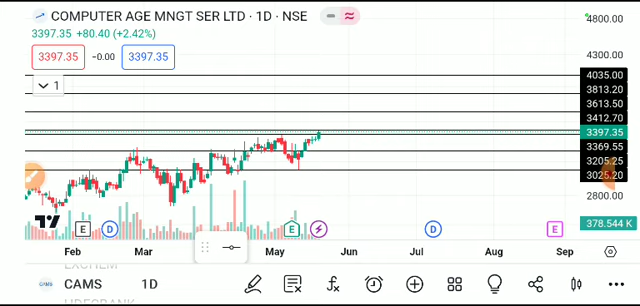 COMPUTER AGE MNGT SER LTD · 1D · NSE
3397.35 +80.40 (+2.42%)
3397.35 −0.00 3397.35
1
4800.00
4300.00
4035.00
3813.20
3613.50
3412.70
3397.35
3369.55
3205.25
3025.20
2800.00
378.544 K
E D E D E
Feb Mar May Jun Jul Aug Sep
CAMS CAMS 1D